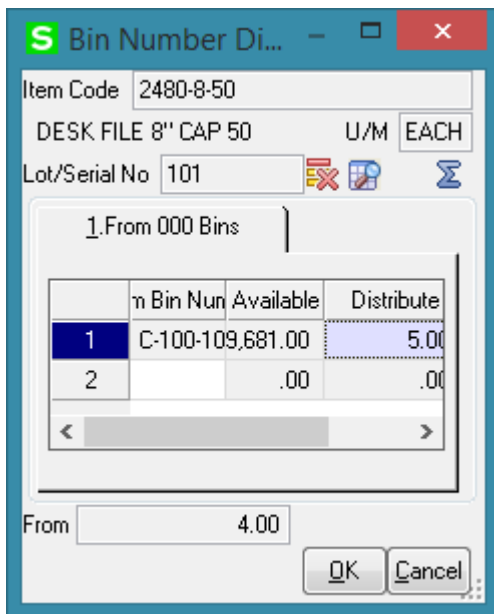 S Bin Number Di...
Item Code 2480-8-50
DESK FILE 8" CAP 50 U/M EACH
Lot/Serial No 101
1.From 000 Bins
n Bin Nun Available Distribute
1 C-100-10 9,681.00 5.00
2 .00 .00
From 4.00
OK Cancel